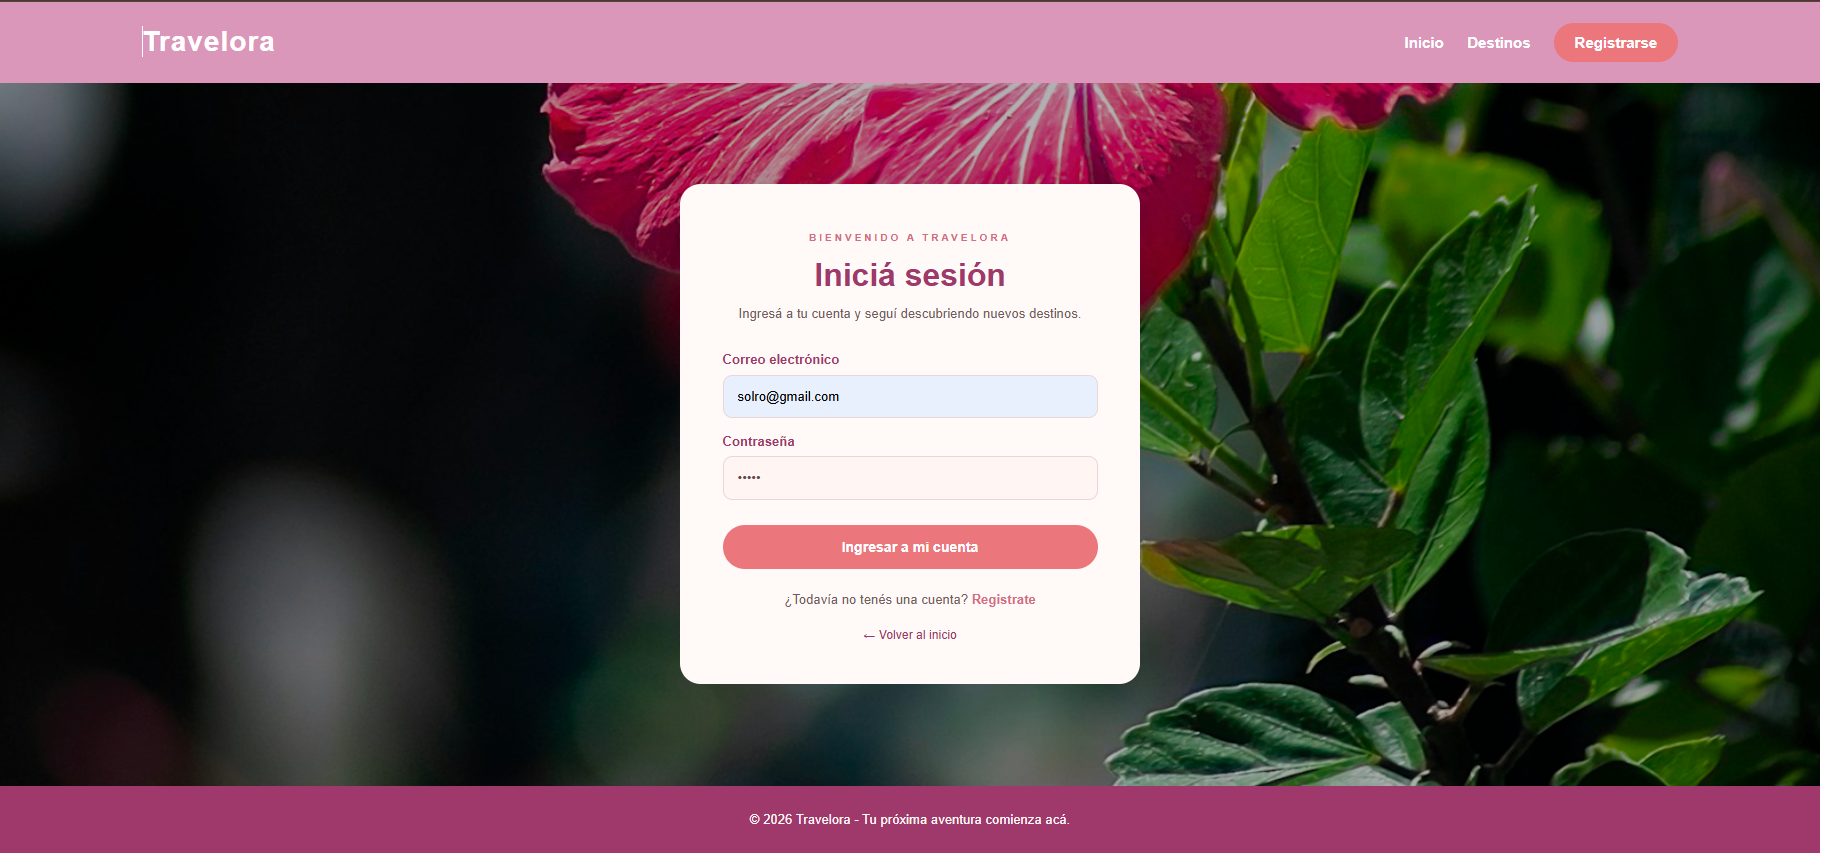 Travelora
Inicio Destinos Registrarse
BIENVENIDO A TRAVELORA
Iniciá sesión
Ingresá a tu cuenta y seguí descubriendo nuevos destinos.
Correo electrónico
solro@gmail.com
Contraseña
•••••
Ingresar a mi cuenta
¿Todavía no tenés una cuenta? Registrate
← Volver al inicio
© 2026 Travelora - Tu próxima aventura comienza acá.